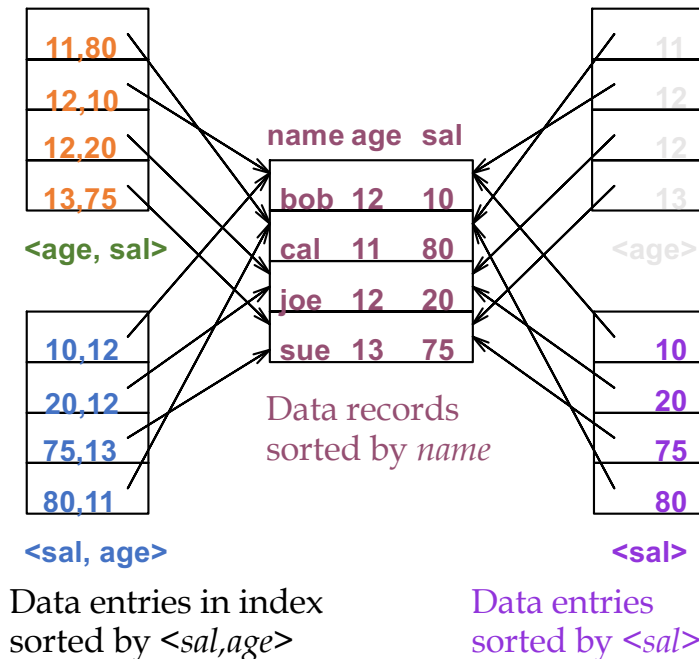 11,80
12,10
12,20
13,75
<age, sal>
10,12
20,12
75,13
80,11
<sal, age>
Data entries in index
sorted by <sal,age>
name age sal
bob 12 10
cal 11 80
joe 12 20
sue 13 75
Data records
sorted by name
11
12
12
13
<age>
10
20
75
80
<sal>
Data entries
sorted by <sal>